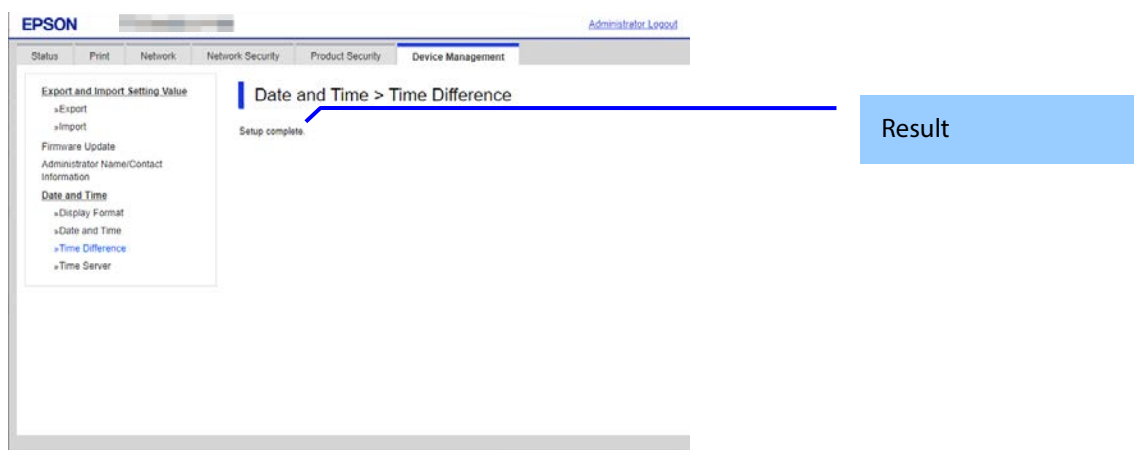 EPSON
Administrator Logout
Status Print Network Network Security Product Security Device Management
Export and Import Setting Value
»Export
»Import
Firmware Update
Administrator Name/Contact
Information
Date and Time
»Display Format
»Date and Time
»Time Difference
»Time Server
Date and Time > Time Difference
Setup complete.
Result